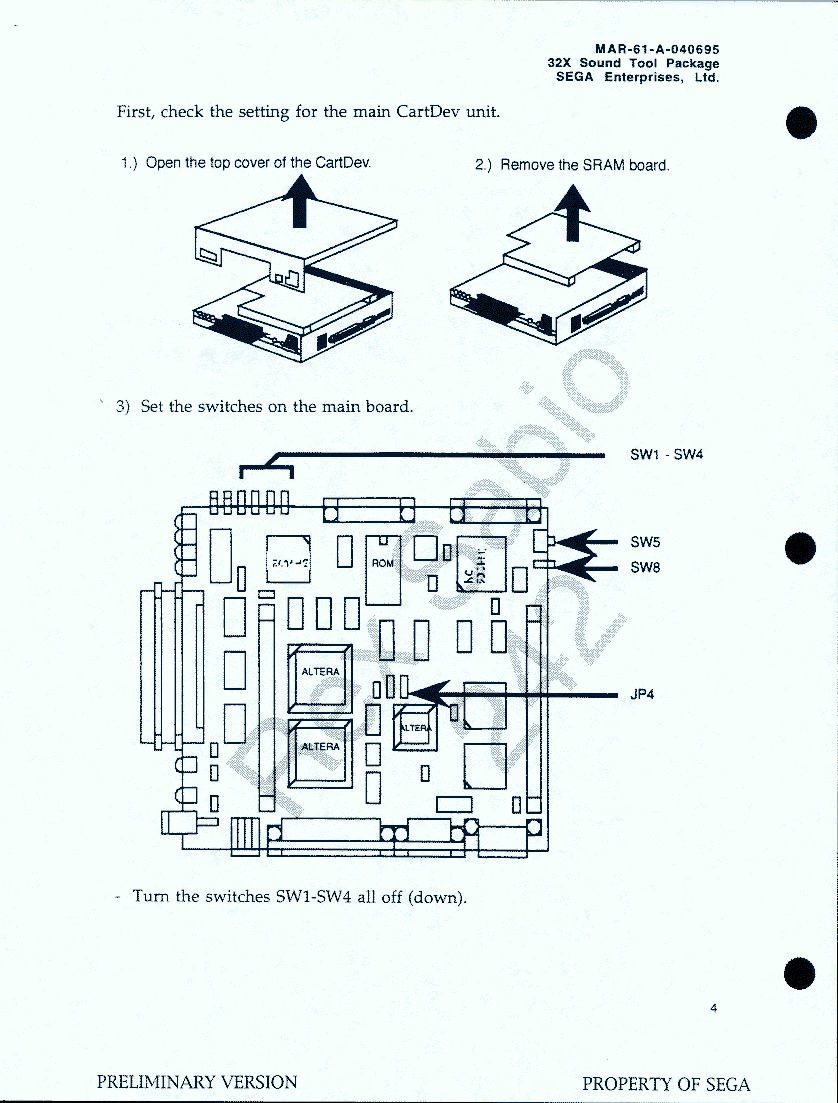 MAR-61-A-040695
32X Sound Tool Package
SEGA Enterprises, Ltd.
First, check the setting for the main CartDev unit.
1.) Open the top cover of the CartDev.
2.) Remove the SRAM board.
3) Set the switches on the main board.
SW1 - SW4
SW5
ROM
SW8
ALTERA
JP4
ALTERA
ALTERA
Rex Sabio
942
- Turn the switches SW1-SW4 all off (down).
4
PRELIMINARY VERSION
PROPERTY OF SEGA